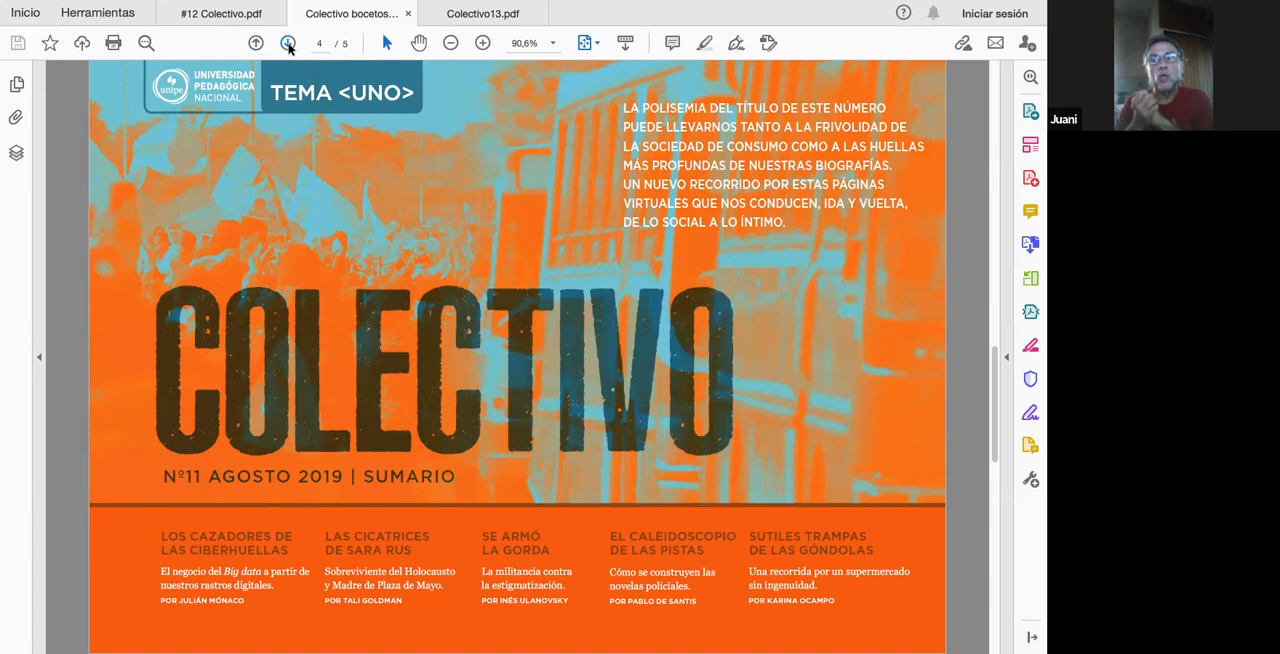 Inicio Herramientas #12 Colectivo.pdf Colectivo bocetos... × Colectivo13.pdf Iniciar sesión
4 / 5 90,6%
unipe UNIVERSIDAD
PEDAGÓGICA
NACIONAL
TEMA <UNO>
LA POLISEMIA DEL TÍTULO DE ESTE NÚMERO
PUEDE LLEVARNOS TANTO A LA FRIVOLIDAD DE
LA SOCIEDAD DE CONSUMO COMO A LAS HUELLAS
MÁS PROFUNDAS DE NUESTRAS BIOGRAFÍAS.
UN NUEVO RECORRIDO POR ESTAS PÁGINAS
VIRTUALES QUE NOS CONDUCEN, IDA Y VUELTA,
DE LO SOCIAL A LO ÍNTIMO.
Juani
COLECTIVO
Nº11 AGOSTO 2019 | SUMARIO
LOS CAZADORES DE
LAS CIBERHUELLAS
El negocio del Big data a partir de
nuestros rastros digitales.
POR JULIÁN MÓNACO
LAS CICATRICES
DE SARA RUS
Sobreviviente del Holocausto
y Madre de Plaza de Mayo.
POR TALI GOLDMAN
SE ARMÓ
LA GORDA
La militancia contra
la estigmatización.
POR INÉS ULANOVSKY
EL CALEIDOSCOPIO
DE LAS PISTAS
Cómo se construyen las
novelas policiales.
POR PABLO DE SANTIS
SUTILES TRAMPAS
DE LAS GÓNDOLAS
Una recorrida por un supermercado
sin ingenuidad.
POR KARINA OCAMPO